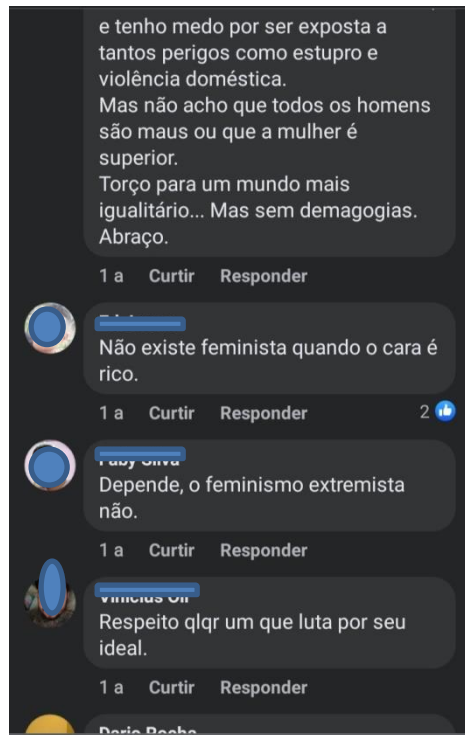 e tenho medo por ser exposta a
tantos perigos como estupro e
violência doméstica.
Mas não acho que todos os homens
são maus ou que a mulher é
superior.
Torço para um mundo mais
igualitário... Mas sem demagogias.
Abraço.
1 a Curtir Responder
Não existe feminista quando o cara é
rico.
1 a Curtir Responder 2
Depende, o feminismo extremista
não.
1 a Curtir Responder
Respeito qlqr um que luta por seu
ideal.
1 a Curtir Responder